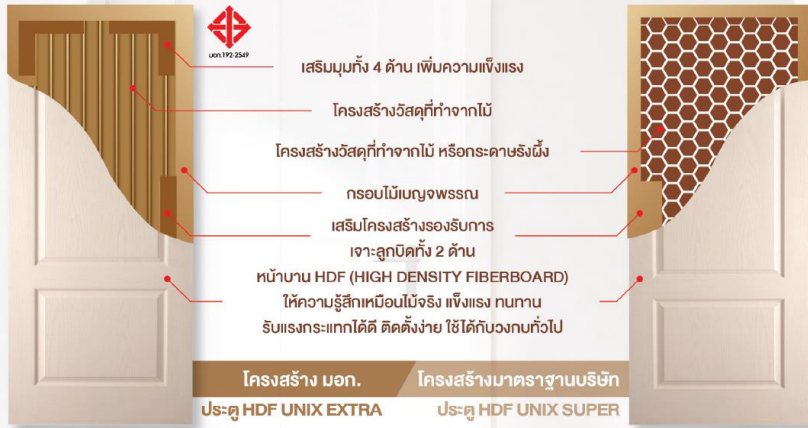 มอก.192-2549
เสริมมุมทั้ง 4 ด้าน เพิ่มความแข็งแรง
โครงสร้างวัสดุที่ทำจากไม้
โครงสร้างวัสดุที่ทำจากไม้ หรือกระดาษรังผึ้ง
กรอบไม้เบญจพรรณ
เสริมโครงสร้างรองรับการ
เจาะลูกบิดทั้ง 2 ด้าน
หน้าบาน HDF (HIGH DENSITY FIBERBOARD)
ให้ความรู้สึกเหมือนไม้จริง แข็งแรง ทนทาน
รับแรงกระแทกได้ดี ติดตั้งง่าย ใช้ได้กับวงกบทั่วไป
โครงสร้าง มอก.
โครงสร้างมาตราฐานบริษัท
ประตู HDF UNIX EXTRA
ประตู HDF UNIX SUPER